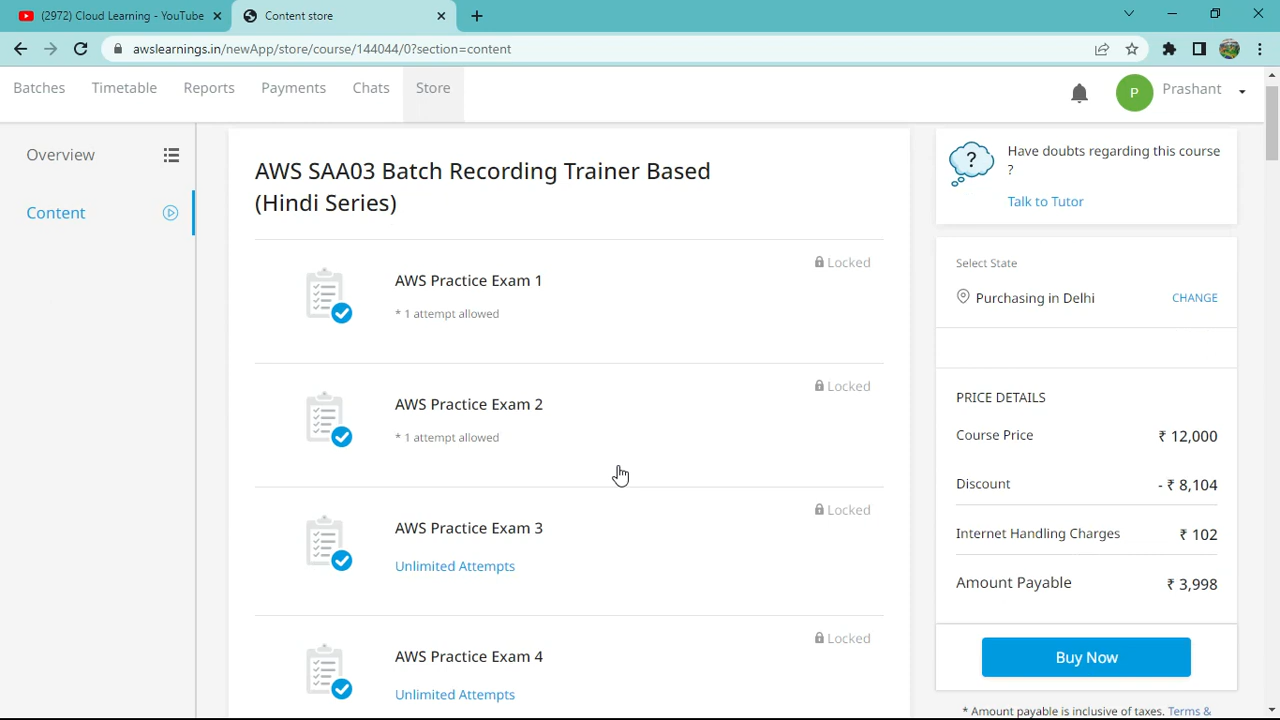 (2972) Cloud Learning - YouTube
Content store
awslearnings.in/newApp/store/course/144044/0?section=content
Batches Timetable Reports Payments Chats Store
P Prashant
Overview
Content
AWS SAA03 Batch Recording Trainer Based
(Hindi Series)
Locked
AWS Practice Exam 1
* 1 attempt allowed
Locked
AWS Practice Exam 2
* 1 attempt allowed
Locked
AWS Practice Exam 3
Unlimited Attempts
Locked
AWS Practice Exam 4
Unlimited Attempts
?
Have doubts regarding this course
?
Talk to Tutor
Select State
Purchasing in Delhi CHANGE
PRICE DETAILS
Course Price ₹ 12,000
Discount - ₹ 8,104
Internet Handling Charges ₹ 102
Amount Payable ₹ 3,998
Buy Now
* Amount payable is inclusive of taxes. Terms &